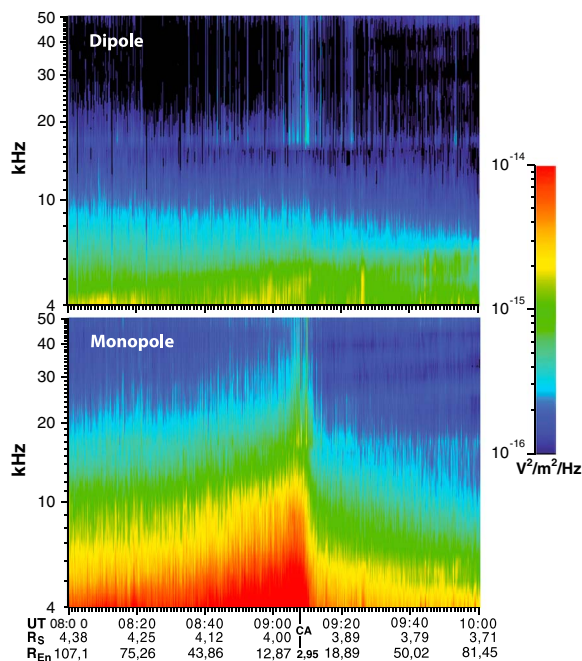 50
40
30
20
10
4
kHz
Dipole
50
40
30
20
10
4
kHz
Monopole
10-14
10-15
10-16
V2/m2/Hz
UT 08:0 0 08:20 08:40 09:00 CA 09:20 09:40 10:00
RS 4,38 4,25 4,12 4,00 3,89 3,79 3,71
REn 107,1 75,26 43,86 12,87 2,95 18,89 50,02 81,45